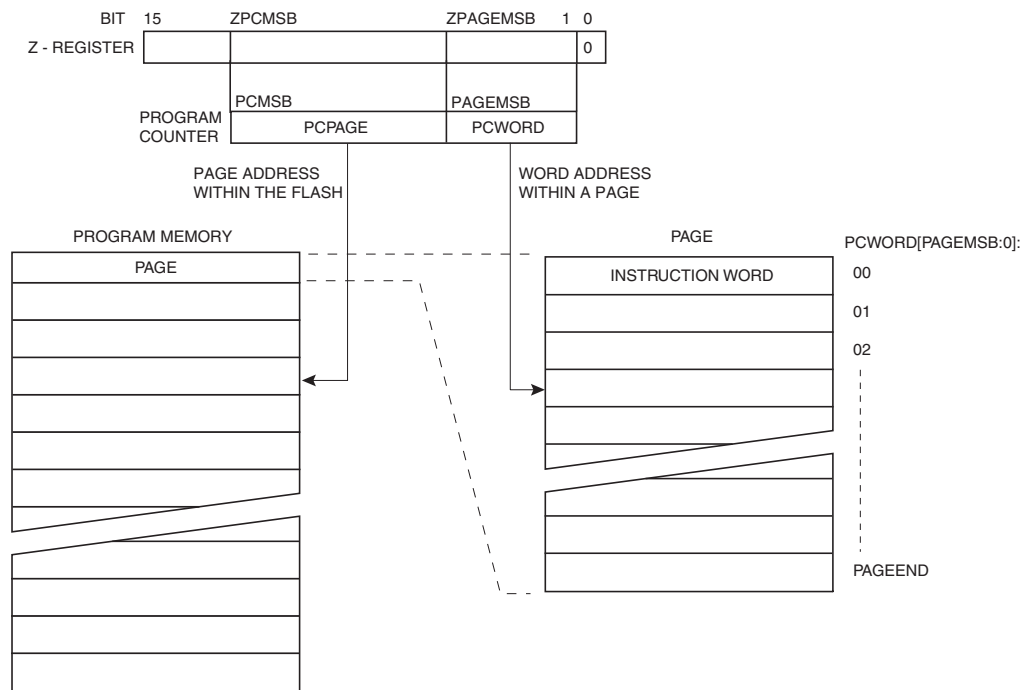 BIT 15 ZPCMSB ZPAGEMSB 1 0
Z - REGISTER 0
PCMSB PAGEMSB
PROGRAM
COUNTER
PCPAGE PCWORD
PAGE ADDRESS
WITHIN THE FLASH
WORD ADDRESS
WITHIN A PAGE
PROGRAM MEMORY
PAGE
PAGE
INSTRUCTION WORD
PCWORD[PAGEMSB:0]:
00
01
02
PAGEEND